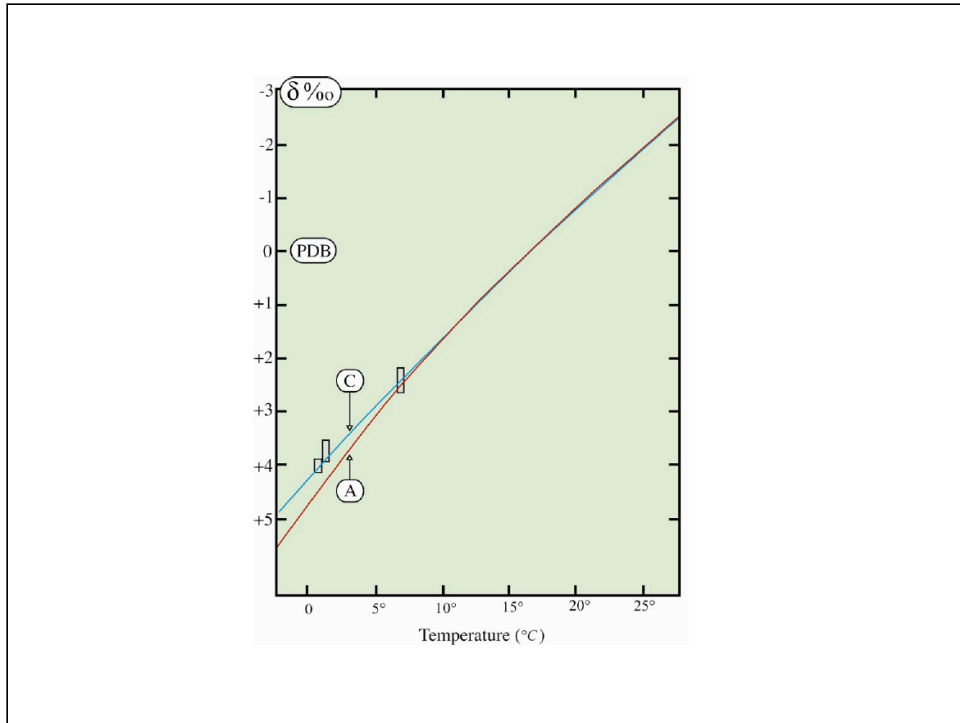 -3
δ‰
-2
-1
0
PDB
+1
+2
C
+3
+4
A
+5
0 5° 10° 15° 20° 25°
Temperature (°C)